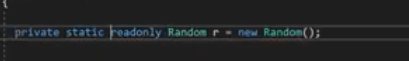 {
private static readonly Random r = new Random();